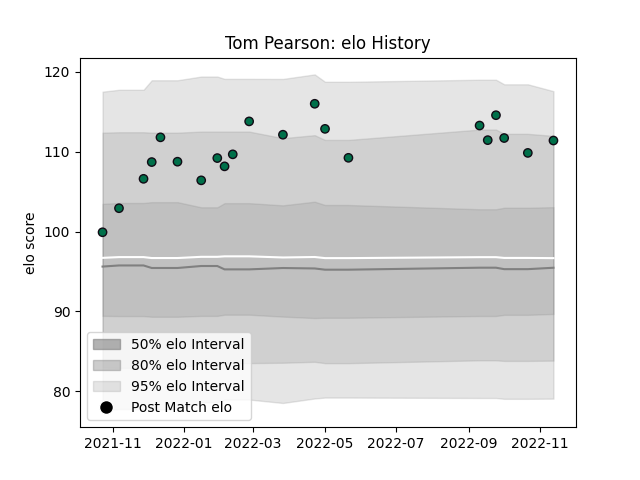 Tom Pearson: elo History
elo score
120
110
100
90
80
50% elo Interval
80% elo Interval
95% elo Interval
Post Match elo
2021-11 2022-01 2022-03 2022-05 2022-07 2022-09 2022-11